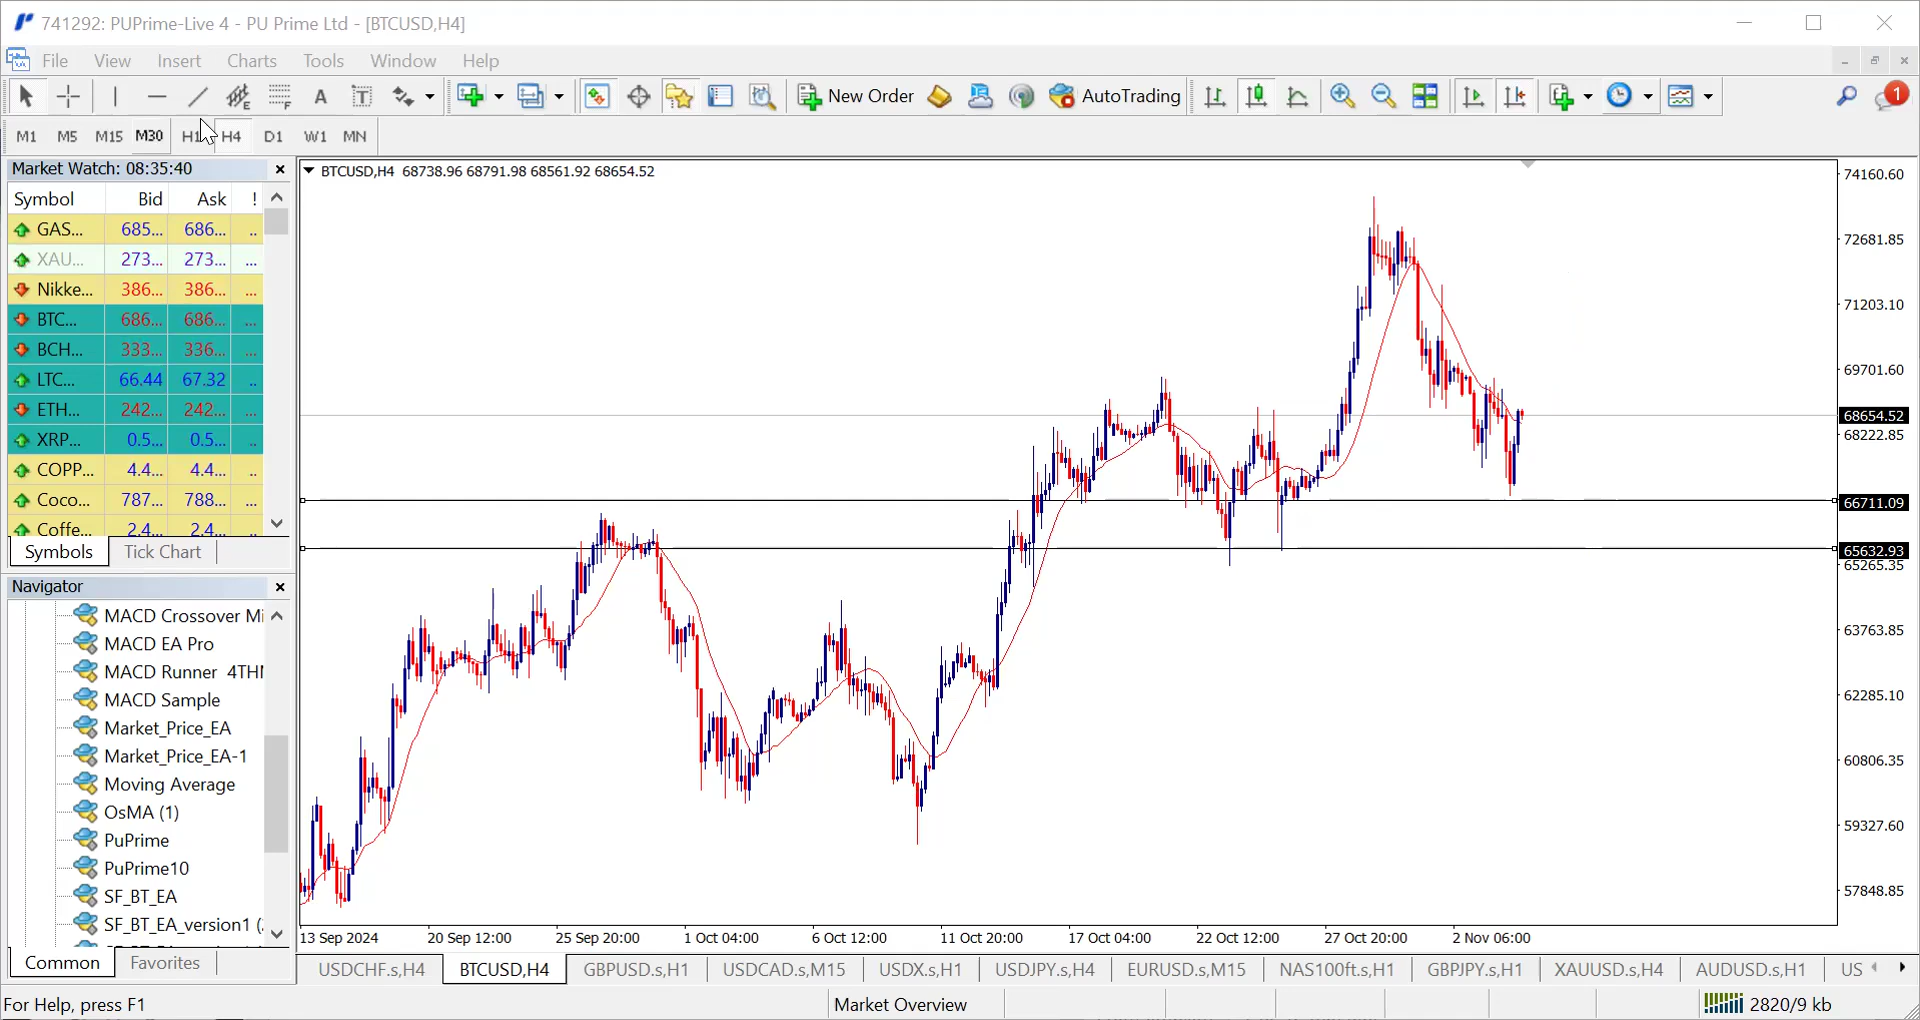 741292: PUPrime-Live 4 - PU Prime Ltd - [BTCUSD,H4]
File View Insert Charts Tools Window Help
A T New Order AutoTrading 1
M1 M5 M15 M30 H1 H4 D1 W1 MN
Market Watch: 08:35:40
Symbol Bid Ask !
GAS... 685... 686... ..
XAU... 273... 273... ...
Nikke... 386... 386... ...
BTC... 686... 686... ...
BCH... 333... 336... ...
LTC... 66.44 67.32 ..
ETH... 242... 242... ...
XRP... 0.5... 0.5... ..
COPP... 4.4... 4.4... ..
Coco... 787... 788... ...
Coffe... 2.4... 2.4... ..
Symbols Tick Chart
Navigator
MACD Crossover Mi
MACD EA Pro
MACD Runner 4TH
MACD Sample
Market_Price_EA
Market_Price_EA-1
Moving Average
OsMA (1)
PuPrime
PuPrime10
SF_BT_EA
SF_BT_EA_version1 (
Common Favorites
BTCUSD,H4 68738.96 68791.98 68561.92 68654.52
74160.60
72681.85
71203.10
69701.60
68654.52
68222.85
66711.09
65632.93
65265.35
63763.85
62285.10
60806.35
59327.60
57848.85
13 Sep 2024 20 Sep 12:00 25 Sep 20:00 1 Oct 04:00 6 Oct 12:00 11 Oct 20:00 17 Oct 04:00 22 Oct 12:00 27 Oct 20:00 2 Nov 06:00
USDCHF.s,H4 BTCUSD,H4 GBPUSD.s,H1 USDCAD.s,M15 USDX.s,H1 USDJPY.s,H4 EURUSD.s,M15 NAS100ft.s,H1 GBPJPY.s,H1 XAUUSD.s,H4 AUDUSD.s,H1 US
For Help, press F1 Market Overview 2820/9 kb